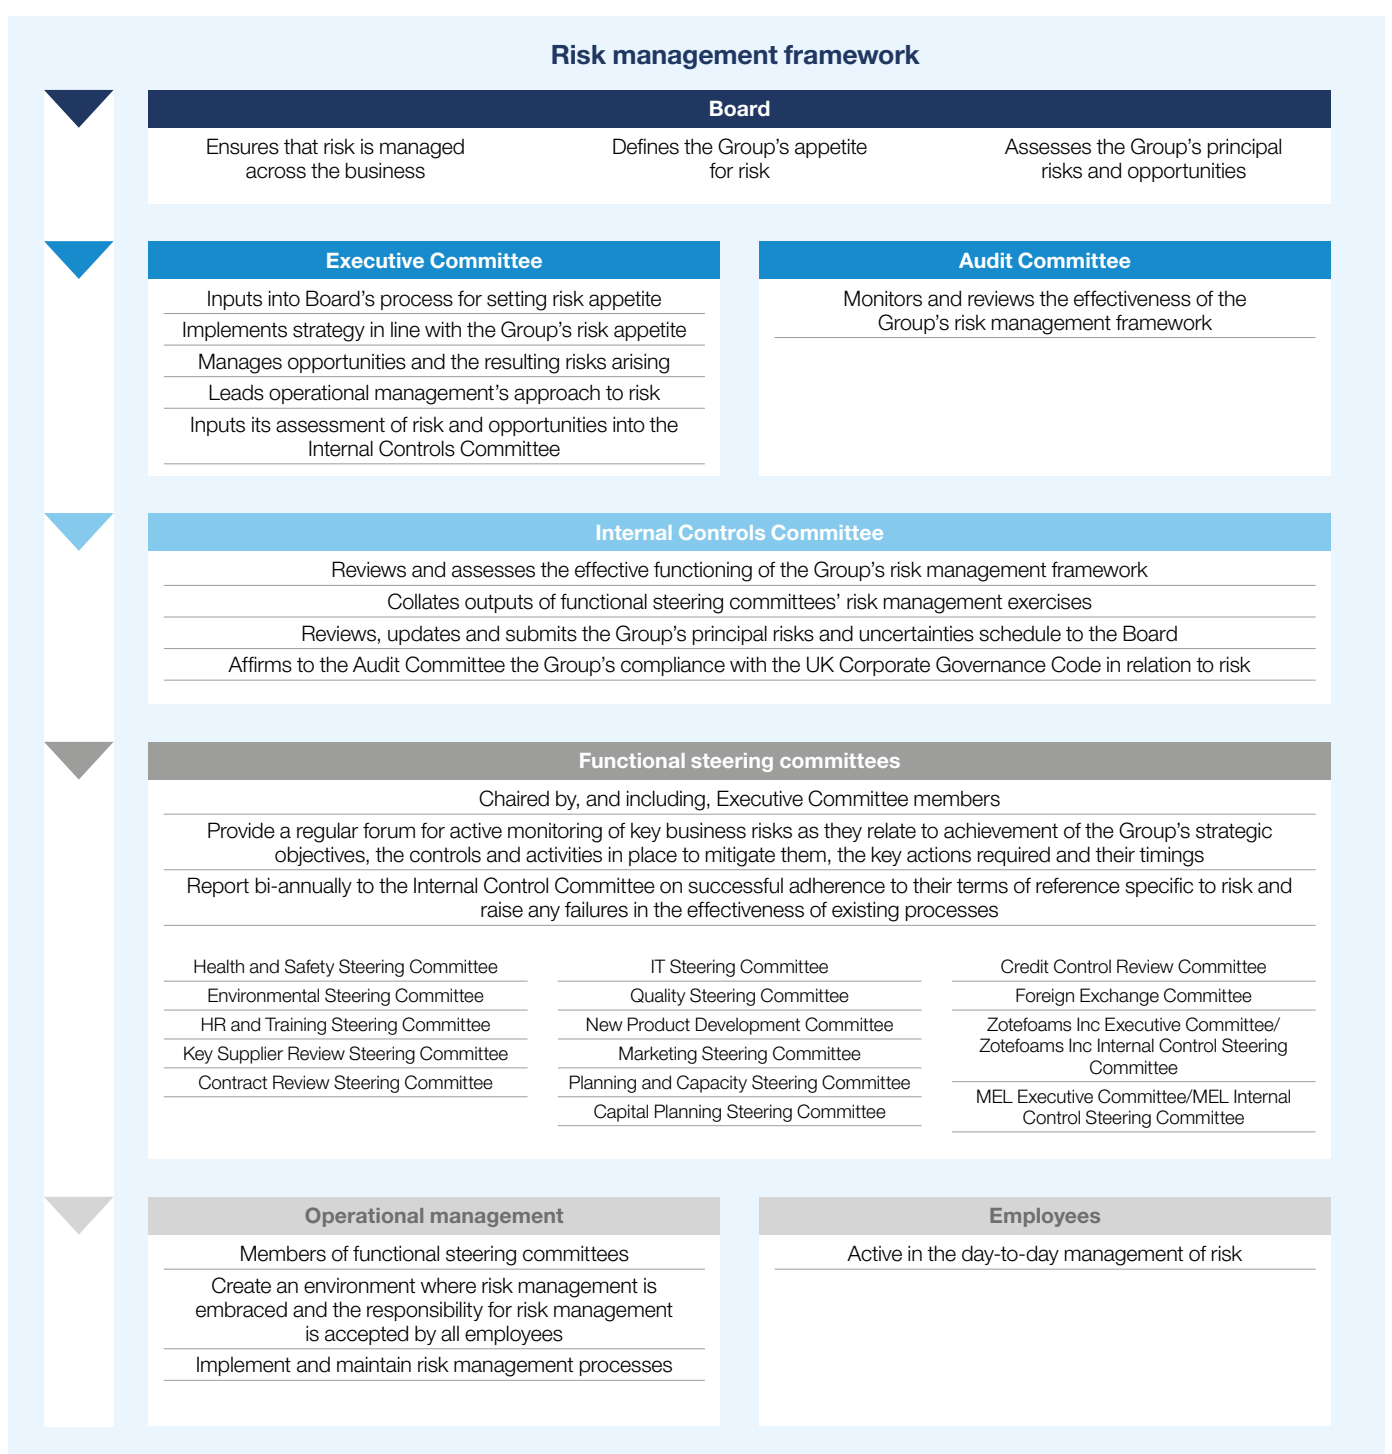 Risk management framework
Board
Ensures that risk is managed
across the business
Defines the Group’s appetite
for risk
Assesses the Group’s principal
risks and opportunities
Executive Committee
Inputs into Board’s process for setting risk appetite
Implements strategy in line with the Group’s risk appetite
Manages opportunities and the resulting risks arising
Leads operational management’s approach to risk
Inputs its assessment of risk and opportunities into the
Internal Controls Committee
Audit Committee
Monitors and reviews the effectiveness of the
Group’s risk management framework
Internal Controls Committee
Reviews and assesses the effective functioning of the Group’s risk management framework
Collates outputs of functional steering committees’ risk management exercises
Reviews, updates and submits the Group’s principal risks and uncertainties schedule to the Board
Affirms to the Audit Committee the Group’s compliance with the UK Corporate Governance Code in relation to risk
Functional steering committees
Chaired by, and including, Executive Committee members
Provide a regular forum for active monitoring of key business risks as they relate to achievement of the Group’s strategic
objectives, the controls and activities in place to mitigate them, the key actions required and their timings
Report bi-annually to the Internal Control Committee on successful adherence to their terms of reference specific to risk and
raise any failures in the effectiveness of existing processes
Health and Safety Steering Committee
Environmental Steering Committee
HR and Training Steering Committee
Key Supplier Review Steering Committee
Contract Review Steering Committee
IT Steering Committee
Quality Steering Committee
New Product Development Committee
Marketing Steering Committee
Planning and Capacity Steering Committee
Capital Planning Steering Committee
Credit Control Review Committee
Foreign Exchange Committee
Zotefoams Inc Executive Committee/
Zotefoams Inc Internal Control Steering
Committee
MEL Executive Committee/MEL Internal
Control Steering Committee
Operational management
Members of functional steering committees
Create an environment where risk management is
embraced and the responsibility for risk management
is accepted by all employees
Implement and maintain risk management processes
Employees
Active in the day-to-day management of risk